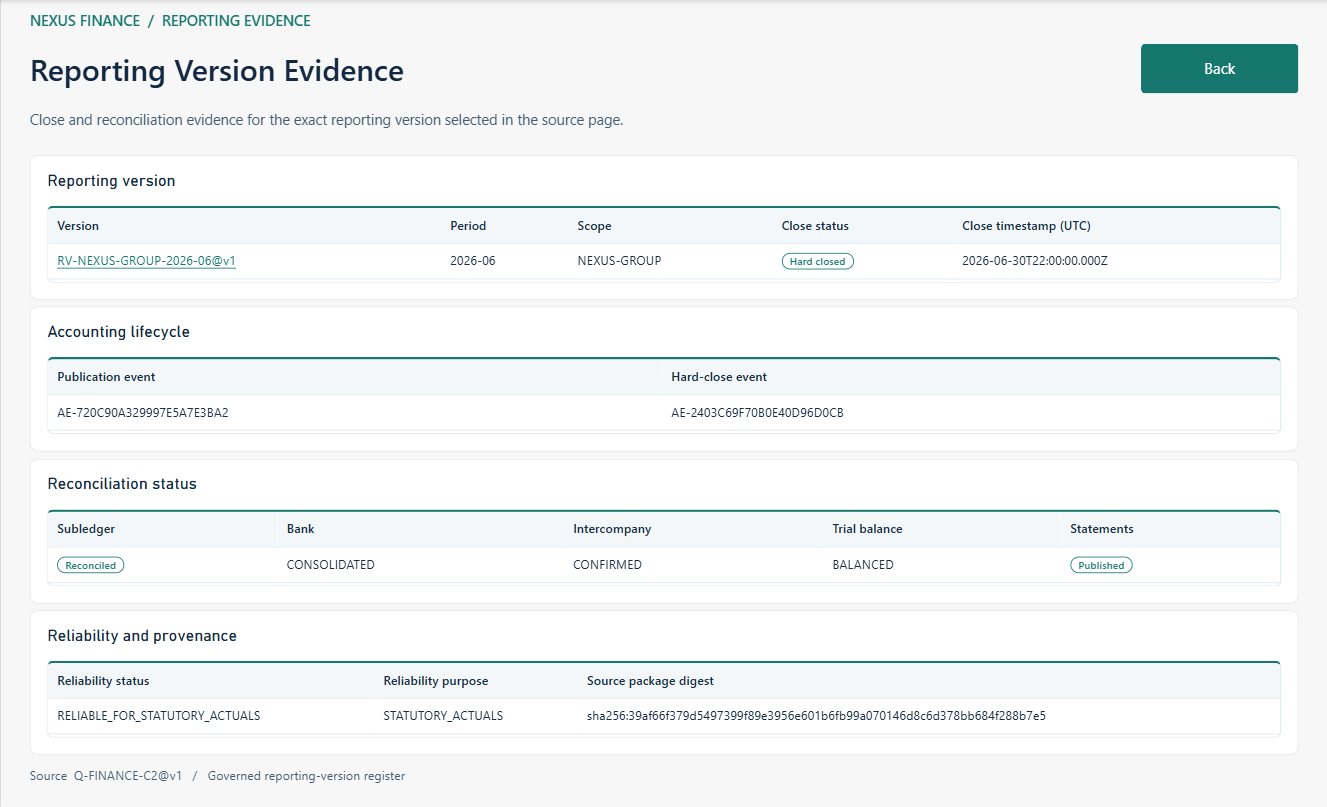 NEXUS FINANCE / REPORTING EVIDENCE
Reporting Version Evidence
Back
Close and reconciliation evidence for the exact reporting version selected in the source page.
Reporting version
Version Period Scope Close status Close timestamp (UTC)
RV-NEXUS-GROUP-2026-06@v1 2026-06 NEXUS-GROUP Hard closed 2026-06-30T22:00:00.000Z
Accounting lifecycle
Publication event Hard-close event
AE-720C90A329997E5A7E3BA2 AE-2403C69F70B0E40D96D0CB
Reconciliation status
Subledger Bank Intercompany Trial balance Statements
Reconciled CONSOLIDATED CONFIRMED BALANCED Published
Reliability and provenance
Reliability status Reliability purpose Source package digest
RELIABLE_FOR_STATUTORY_ACTUALS STATUTORY_ACTUALS sha256:39af66f379d5497399f89e3956e601b6fb99a070146d8c6d378bb684f288b7e5
Source Q-FINANCE-C2@v1 / Governed reporting-version register